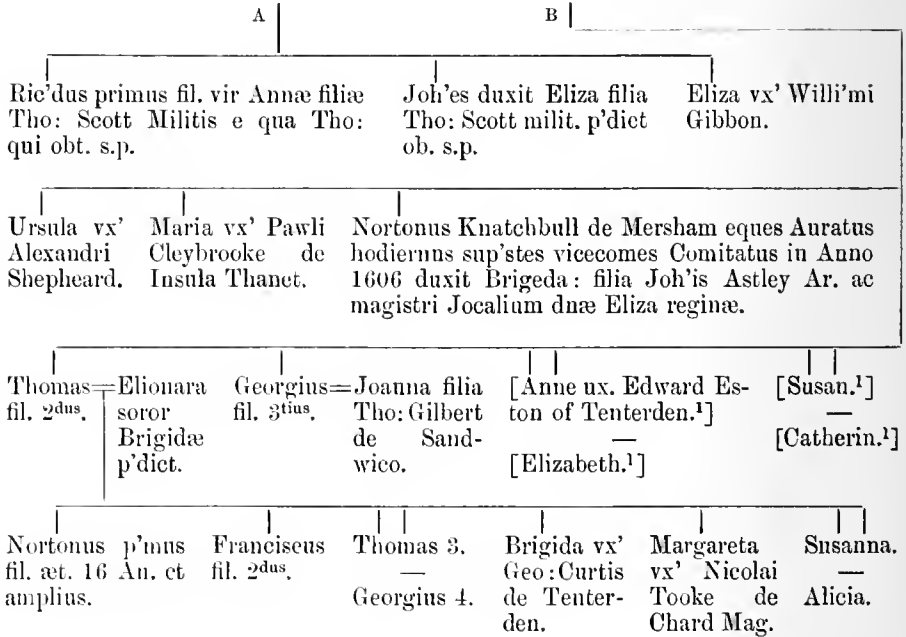 A
B
Ric'dus primus fil. vir Annæ filiæ
Tho: Scott Militis e qua Tho:
qui obt. s.p.
Joh'es duxit Eliza filia
Tho: Scott milit. p'dict
ob. s.p.
Eliza vx' Willi'mi
Gibbon.
Ursula vx'
Alexandri
Shepheard.
Maria vx' Pawli
Cleybrooke de
Insula Thanet.
Nortonus Knatchbull de Mersham eques Auratus
hodiernus sup'stes vicecomes Comitatus in Anno
1606 duxit Brigeda: filia Joh'is Astley Ar. ac
magistri Jocalium dnæ Eliza reginæ.
Thomas
fil. 2dus.
Elionara
soror
Brigidæ
p'dict.
Georgius
fil. 3tius.
Joanna filia
Tho: Gilbert
de Sand-
wico.
[Anne ux. Edward Es-
ton of Tenterden.1]
—
[Elizabeth.1]
[Susan.1]
—
[Catherin.1]
Nortonus p'mus
fil. æt. 16 An. et
amplius.
Franciscus
fil. 2dus.
Thomas 3.
—
Georgius 4.
Brigida vx'
Geo: Curtis
de Tenter-
den.
Margareta
vx' Nicolai
Tooke de
Chard Mag.
Susanna.
—
Alicia.